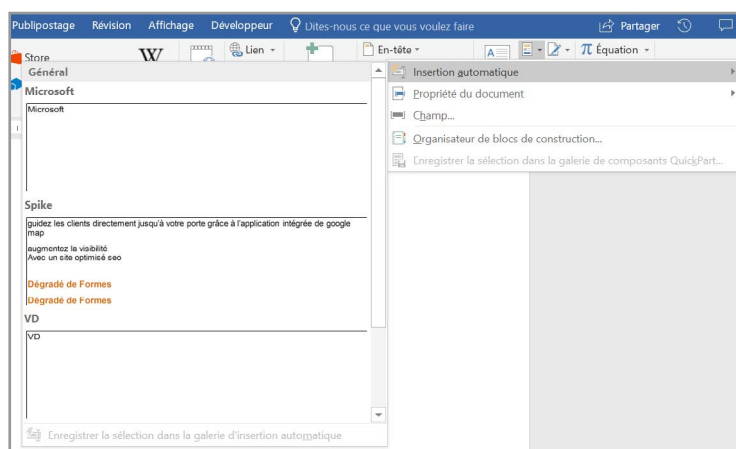 Publipostage Révision Affichage Développeur Dites-nous ce que vous voulez faire Partager
Store
W
Lien
En-tête
A
π Équation
Général
Microsoft
Microsoft
Spike
guidez les clients directement jusqu'à votre porte grâce à l'application intégrée de google
map
augmentez la visibilité
Avec un site optimisé seo
Dégradé de Formes
Dégradé de Formes
VD
VD
Enregistrer la sélection dans la galerie d'insertion automatique
Insertion automatique
Propriété du document
Champ...
Organisateur de blocs de construction...
Enregistrer la sélection dans la galerie de composants QuickPart...